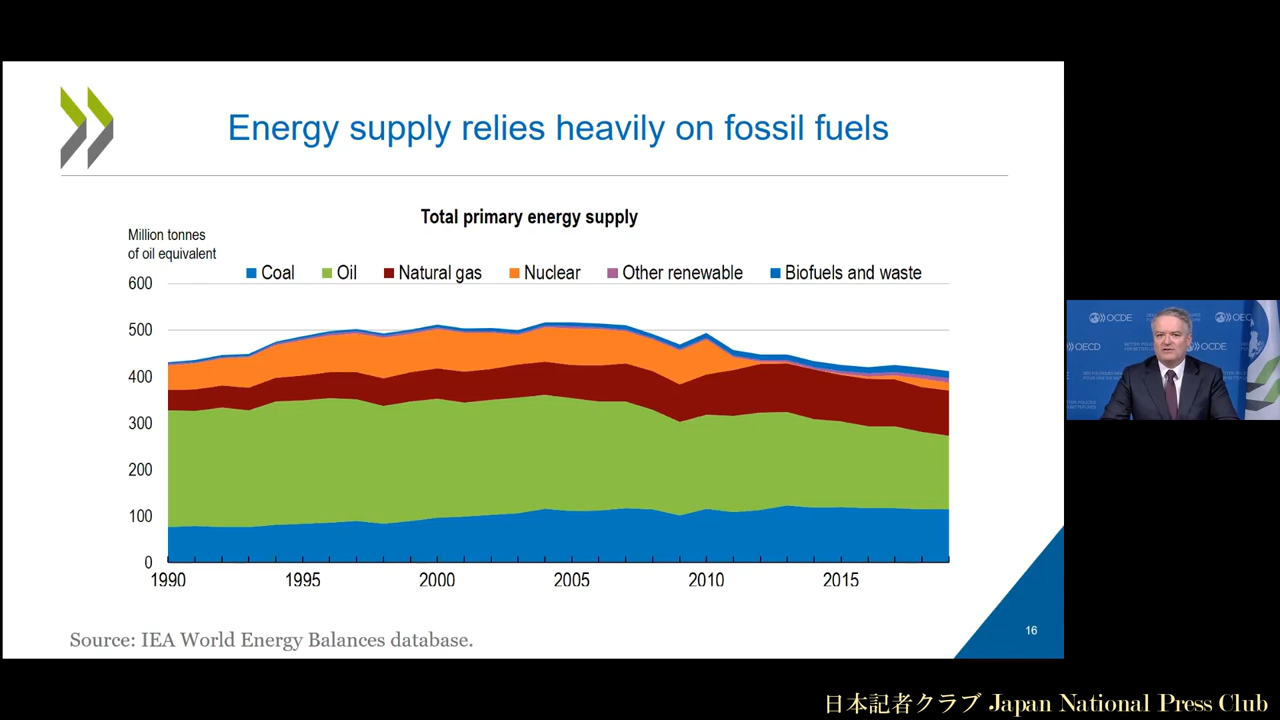 Energy supply relies heavily on fossil fuels
Total primary energy supply
Million tonnes
of oil equivalent
Coal Oil Natural gas Nuclear Other renewable Biofuels and waste
600
500
400
300
200
100
0
1990 1995 2000 2005 2010 2015
Source: IEA World Energy Balances database.
16
OCDE
OEC
OECD
OCDE
日本記者クラブ Japan National Press Club